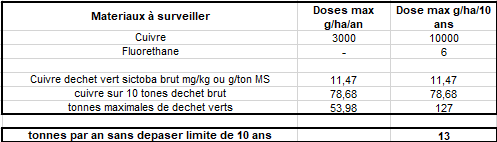 Materiaux à surveiller Doses max g/ha/an Dose max g/ha/10 ans
Cuivre 3000 10000
Fluorethane - 6
Cuivre dechet vert sictoba brut mg/kg ou g/ton MS 11,47 11,47
cuivre sur 10 tones dechet brut 78,68 78,68
tonnes maximales de dechet verts 53,98 127
tonnes par an sans depaser limite de 10 ans 13